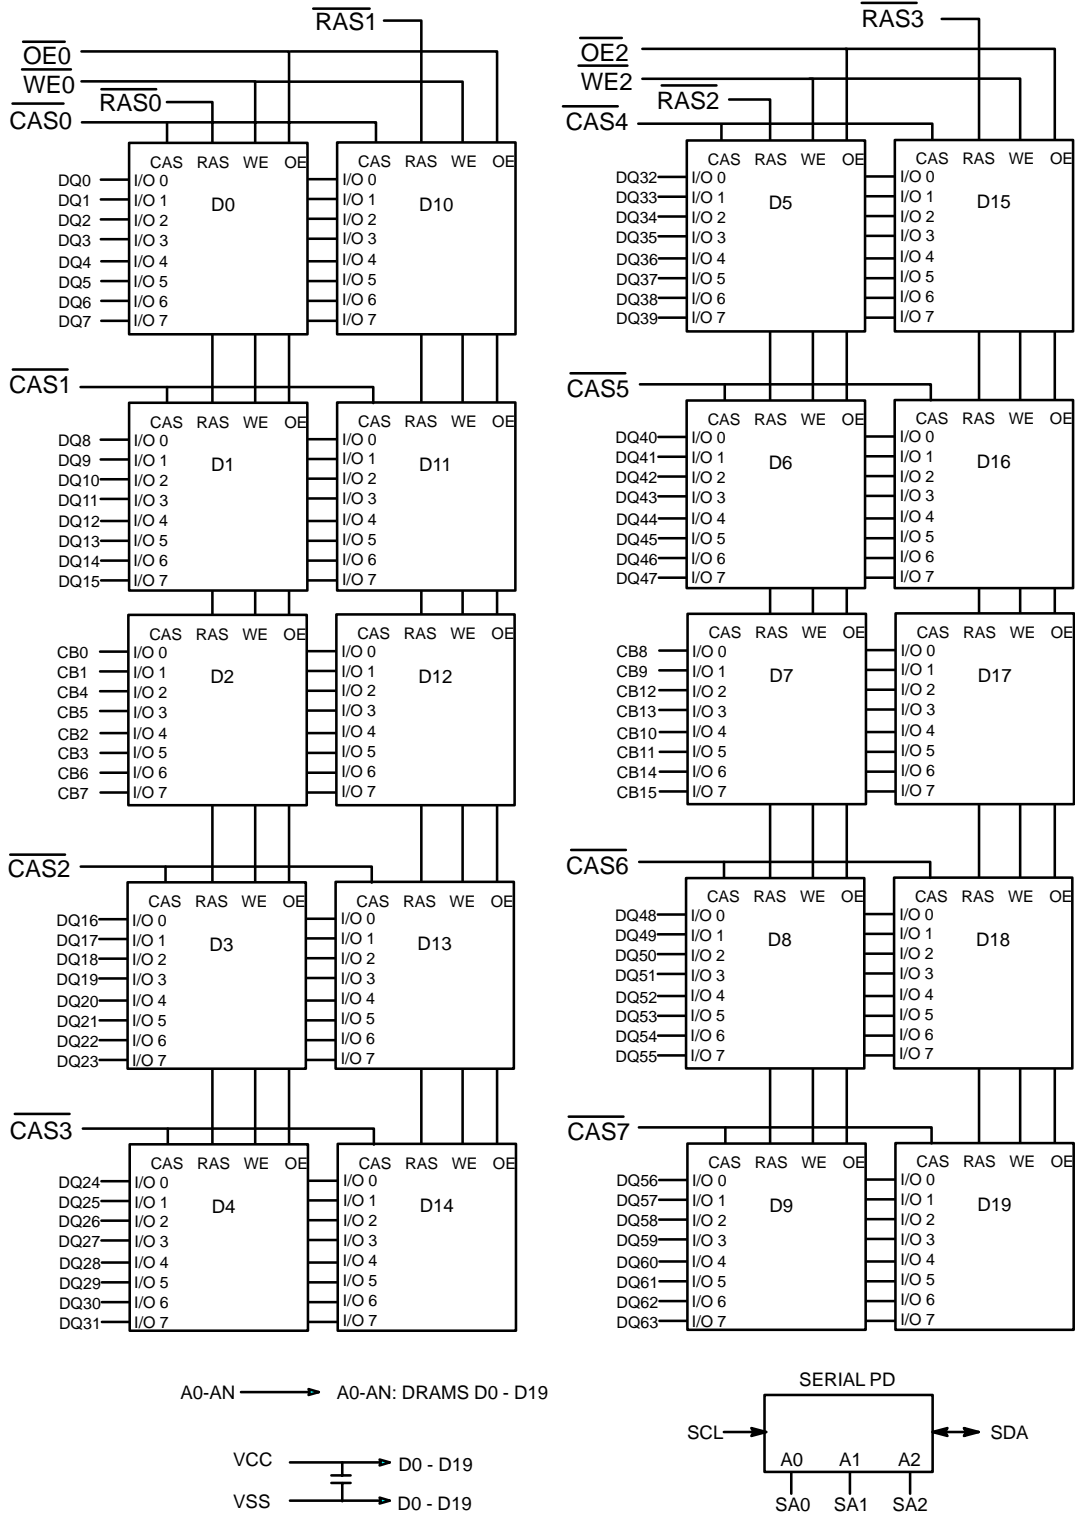 RAS1
OE0
WE0
RAS0
CAS0
CAS RAS WE OE CAS RAS WE OE
D0 D10
DQ0 I/O 0 I/O 0
DQ1 I/O 1 I/O 1
DQ2 I/O 2 I/O 2
DQ3 I/O 3 I/O 3
DQ4 I/O 4 I/O 4
DQ5 I/O 5 I/O 5
DQ6 I/O 6 I/O 6
DQ7 I/O 7 I/O 7
CAS1
CAS RAS WE OE CAS RAS WE OE
D1 D11
DQ8 I/O 0 I/O 0
DQ9 I/O 1 I/O 1
DQ10 I/O 2 I/O 2
DQ11 I/O 3 I/O 3
DQ12 I/O 4 I/O 4
DQ13 I/O 5 I/O 5
DQ14 I/O 6 I/O 6
DQ15 I/O 7 I/O 7
CAS RAS WE OE CAS RAS WE OE
D2 D12
CB0 I/O 0 I/O 0
CB1 I/O 1 I/O 1
CB4 I/O 2 I/O 2
CB5 I/O 3 I/O 3
CB2 I/O 4 I/O 4
CB3 I/O 5 I/O 5
CB6 I/O 6 I/O 6
CB7 I/O 7 I/O 7
CAS2
CAS RAS WE OE CAS RAS WE OE
D3 D13
DQ16 I/O 0 I/O 0
DQ17 I/O 1 I/O 1
DQ18 I/O 2 I/O 2
DQ19 I/O 3 I/O 3
DQ20 I/O 4 I/O 4
DQ21 I/O 5 I/O 5
DQ22 I/O 6 I/O 6
DQ23 I/O 7 I/O 7
CAS3
CAS RAS WE OE CAS RAS WE OE
D4 D14
DQ24 I/O 0 I/O 0
DQ25 I/O 1 I/O 1
DQ26 I/O 2 I/O 2
DQ27 I/O 3 I/O 3
DQ28 I/O 4 I/O 4
DQ29 I/O 5 I/O 5
DQ30 I/O 6 I/O 6
DQ31 I/O 7 I/O 7
RAS3
OE2
WE2
RAS2
CAS4
CAS RAS WE OE CAS RAS WE OE
D5 D15
DQ32 I/O 0 I/O 0
DQ33 I/O 1 I/O 1
DQ34 I/O 2 I/O 2
DQ35 I/O 3 I/O 3
DQ36 I/O 4 I/O 4
DQ37 I/O 5 I/O 5
DQ38 I/O 6 I/O 6
DQ39 I/O 7 I/O 7
CAS5
CAS RAS WE OE CAS RAS WE OE
D6 D16
DQ40 I/O 0 I/O 0
DQ41 I/O 1 I/O 1
DQ42 I/O 2 I/O 2
DQ43 I/O 3 I/O 3
DQ44 I/O 4 I/O 4
DQ45 I/O 5 I/O 5
DQ46 I/O 6 I/O 6
DQ47 I/O 7 I/O 7
CAS RAS WE OE CAS RAS WE OE
D7 D17
CB8 I/O 0 I/O 0
CB9 I/O 1 I/O 1
CB12 I/O 2 I/O 2
CB13 I/O 3 I/O 3
CB10 I/O 4 I/O 4
CB11 I/O 5 I/O 5
CB14 I/O 6 I/O 6
CB15 I/O 7 I/O 7
CAS6
CAS RAS WE OE CAS RAS WE OE
D8 D18
DQ48 I/O 0 I/O 0
DQ49 I/O 1 I/O 1
DQ50 I/O 2 I/O 2
DQ51 I/O 3 I/O 3
DQ52 I/O 4 I/O 4
DQ53 I/O 5 I/O 5
DQ54 I/O 6 I/O 6
DQ55 I/O 7 I/O 7
CAS7
CAS RAS WE OE CAS RAS WE OE
D9 D19
DQ56 I/O 0 I/O 0
DQ57 I/O 1 I/O 1
DQ58 I/O 2 I/O 2
DQ59 I/O 3 I/O 3
DQ60 I/O 4 I/O 4
DQ61 I/O 5 I/O 5
DQ62 I/O 6 I/O 6
DQ63 I/O 7 I/O 7
A0-AN A0-AN: DRAMS D0 - D19
VCC D0 - D19
VSS D0 - D19
SERIAL PD
SCL SDA
A0 A1 A2
SA0 SA1 SA2